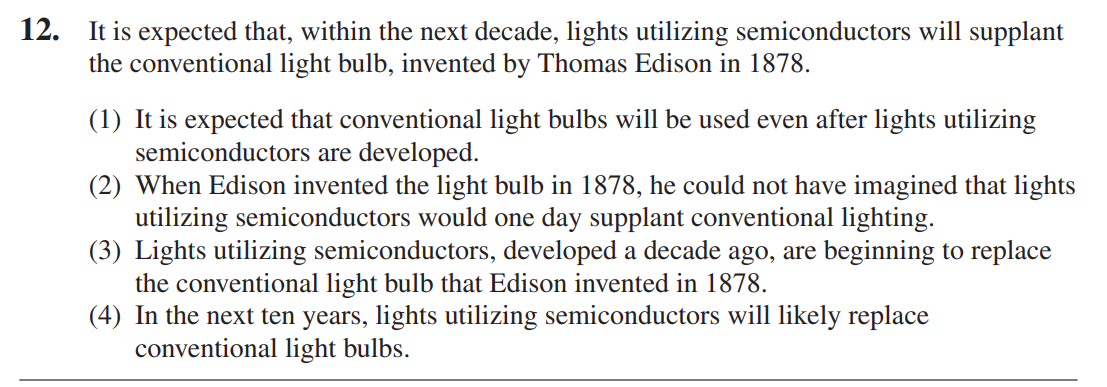 12. It is expected that, within the next decade, lights utilizing semiconductors will supplant
the conventional light bulb, invented by Thomas Edison in 1878.
(1) It is expected that conventional light bulbs will be used even after lights utilizing
semiconductors are developed.
(2) When Edison invented the light bulb in 1878, he could not have imagined that lights
utilizing semiconductors would one day supplant conventional lighting.
(3) Lights utilizing semiconductors, developed a decade ago, are beginning to replace
the conventional light bulb that Edison invented in 1878.
(4) In the next ten years, lights utilizing semiconductors will likely replace
conventional light bulbs.